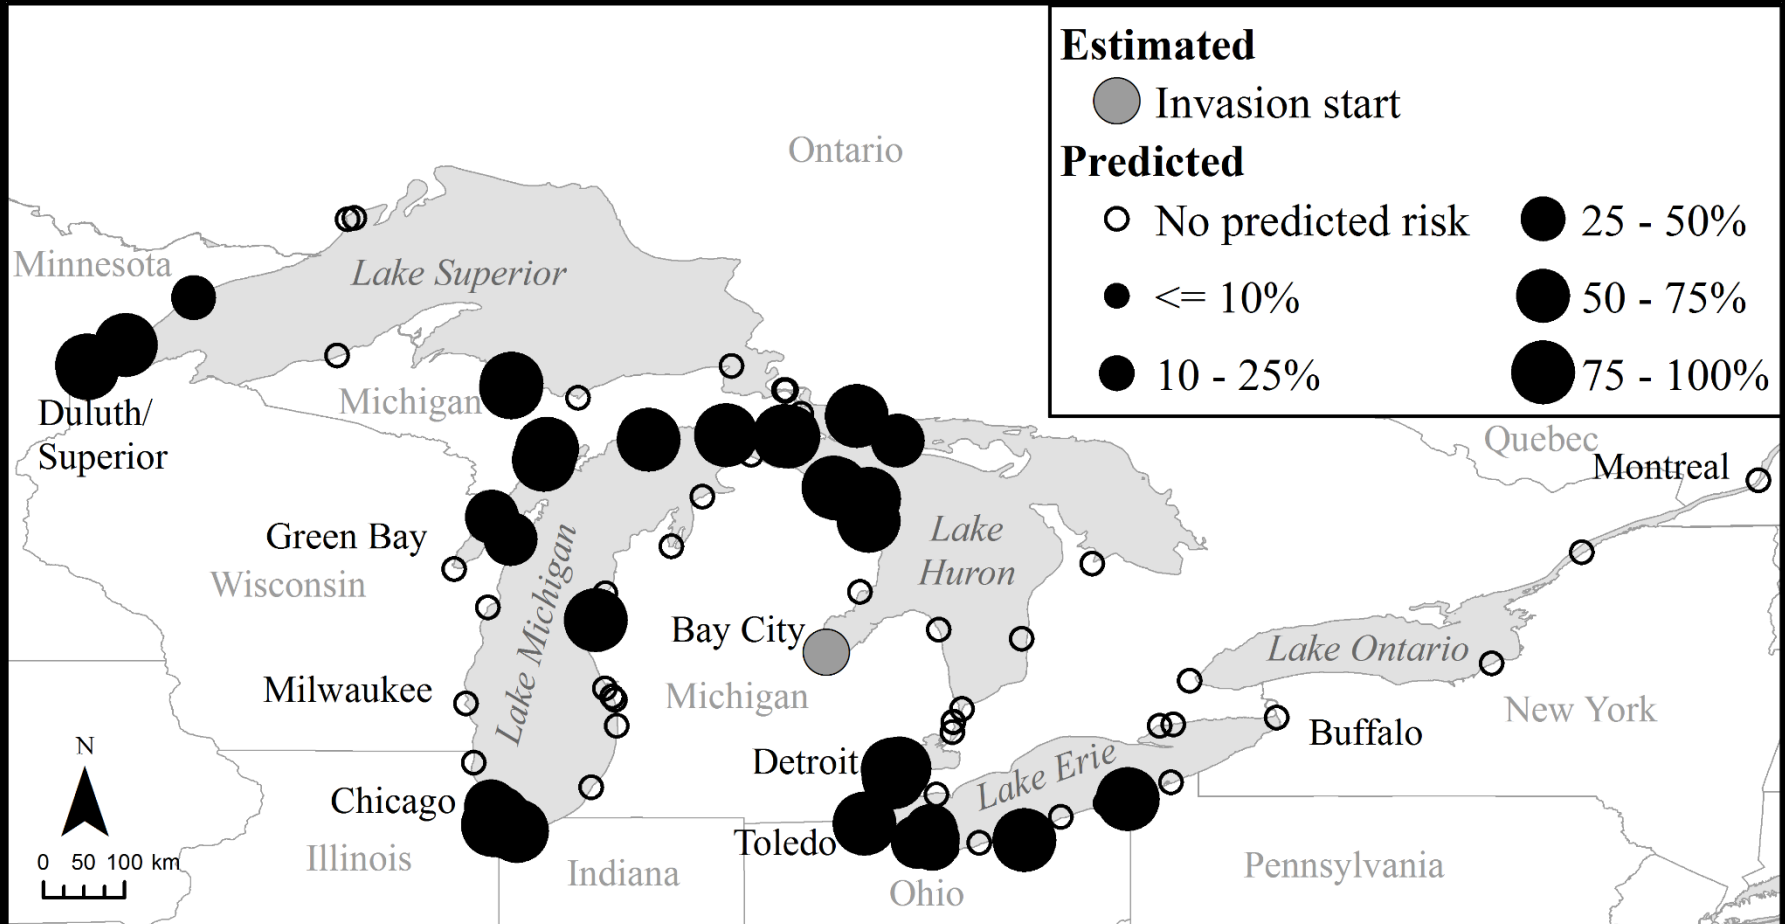 Estimated
Invasion start
Predicted
No predicted risk
<= 10%
10 - 25%
25 - 50%
50 - 75%
75 - 100%
Ontario
Minnesota
Lake Superior
Michigan
Duluth/
Superior
Quebec
Montreal
Green Bay
Wisconsin
Lake Michigan
Lake
Huron
Bay City
Michigan
Milwaukee
Lake Ontario
New York
Buffalo
Detroit
Lake Erie
Chicago
Toledo
Illinois
Indiana
Ohio
Pennsylvania
N
0 50 100 km